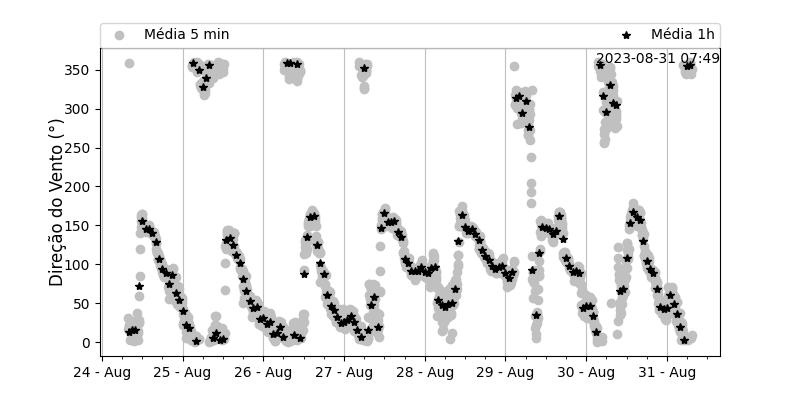 Média 5 min
Média 1h
2023-08-31 07:49
Direção do Vento (°)
350
300
250
200
150
100
50
0
24 - Aug
25 - Aug
26 - Aug
27 - Aug
28 - Aug
29 - Aug
30 - Aug
31 - Aug